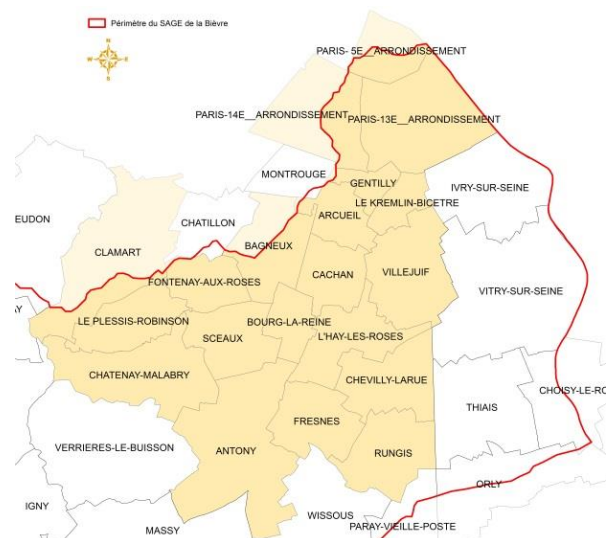 Périmètre du SAGE de la Bièvre
N
PARIS- 5E__ARRONDISSEMENT
PARIS-14E__ARRONDISSEMENT
PARIS-13E__ARRONDISSEMENT
MONTROUGE
GENTILLY
IVRY-SUR-SEINE
LE KREMLIN-BICETRE
ARCUEIL
EUDON
CHATILLON
CLAMART
BAGNEUX
CACHAN
VILLEJUIF
FONTENAY-AUX-ROSES
VITRY-SUR-SEINE
AY
LE PLESSIS-ROBINSON
BOURG-LA-REINE
SCEAUX
L'HAY-LES-ROSES
CHATENAY-MALABRY
CHEVILLY-LARUE
CHOISY-LE-RO
THIAIS
FRESNES
VERRIERES-LE-BUISSON
ANTONY
RUNGIS
ORLY
IGNY
WISSOUS
MASSY
PARAY-VIEILLE-POSTE